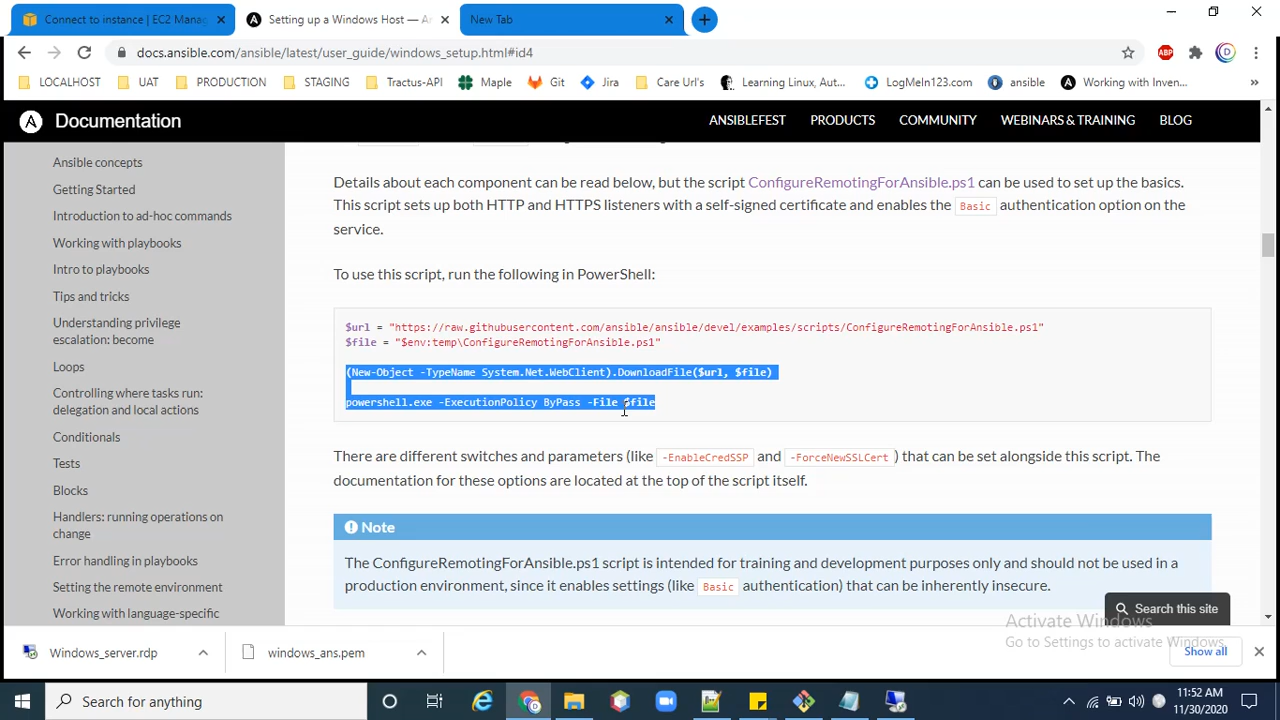 Connect to instance | EC2 Manag
Setting up a Windows Host — A
New Tab
docs.ansible.com/ansible/latest/user_guide/windows_setup.html#id4
ABP
LOCALHOST
UAT
PRODUCTION
STAGING
Tractus-API
Maple
Git
Jira
Care Url's
Learning Linux, Aut...
LogMeIn123.com
ansible
Working with Inven...
»
Documentation
ANSIBLEFEST
PRODUCTS
COMMUNITY
WEBINARS & TRAINING
BLOG
Ansible concepts
Getting Started
Introduction to ad-hoc commands
Working with playbooks
Intro to playbooks
Tips and tricks
Understanding privilege
escalation: become
Loops
Controlling where tasks run:
delegation and local actions
Conditionals
Tests
Blocks
Handlers: running operations on
change
Error handling in playbooks
Setting the remote environment
Working with language-specific
Details about each component can be read below, but the script ConfigureRemotingForAnsible.ps1 can be used to set up the basics.
This script sets up both HTTP and HTTPS listeners with a self-signed certificate and enables the Basic authentication option on the
service.
To use this script, run the following in PowerShell:
$url = "https://raw.githubusercontent.com/ansible/ansible/devel/examples/scripts/ConfigureRemotingForAnsible.ps1"
$file = "$env:temp\ConfigureRemotingForAnsible.ps1"
(New-Object -TypeName System.Net.WebClient).DownloadFile($url, $file)
powershell.exe -ExecutionPolicy ByPass -File $file
There are different switches and parameters (like -EnableCredSSP and -ForceNewSSLCert) that can be set alongside this script. The
documentation for these options are located at the top of the script itself.
Note
The ConfigureRemotingForAnsible.ps1 script is intended for training and development purposes only and should not be used in a
production environment, since it enables settings (like Basic authentication) that can be inherently insecure.
Search this site
Activate Windows
Go to Settings to activate Windows.
Windows_server.rdp
windows_ans.pem
Show all
Search for anything
11:52 AM
11/30/2020